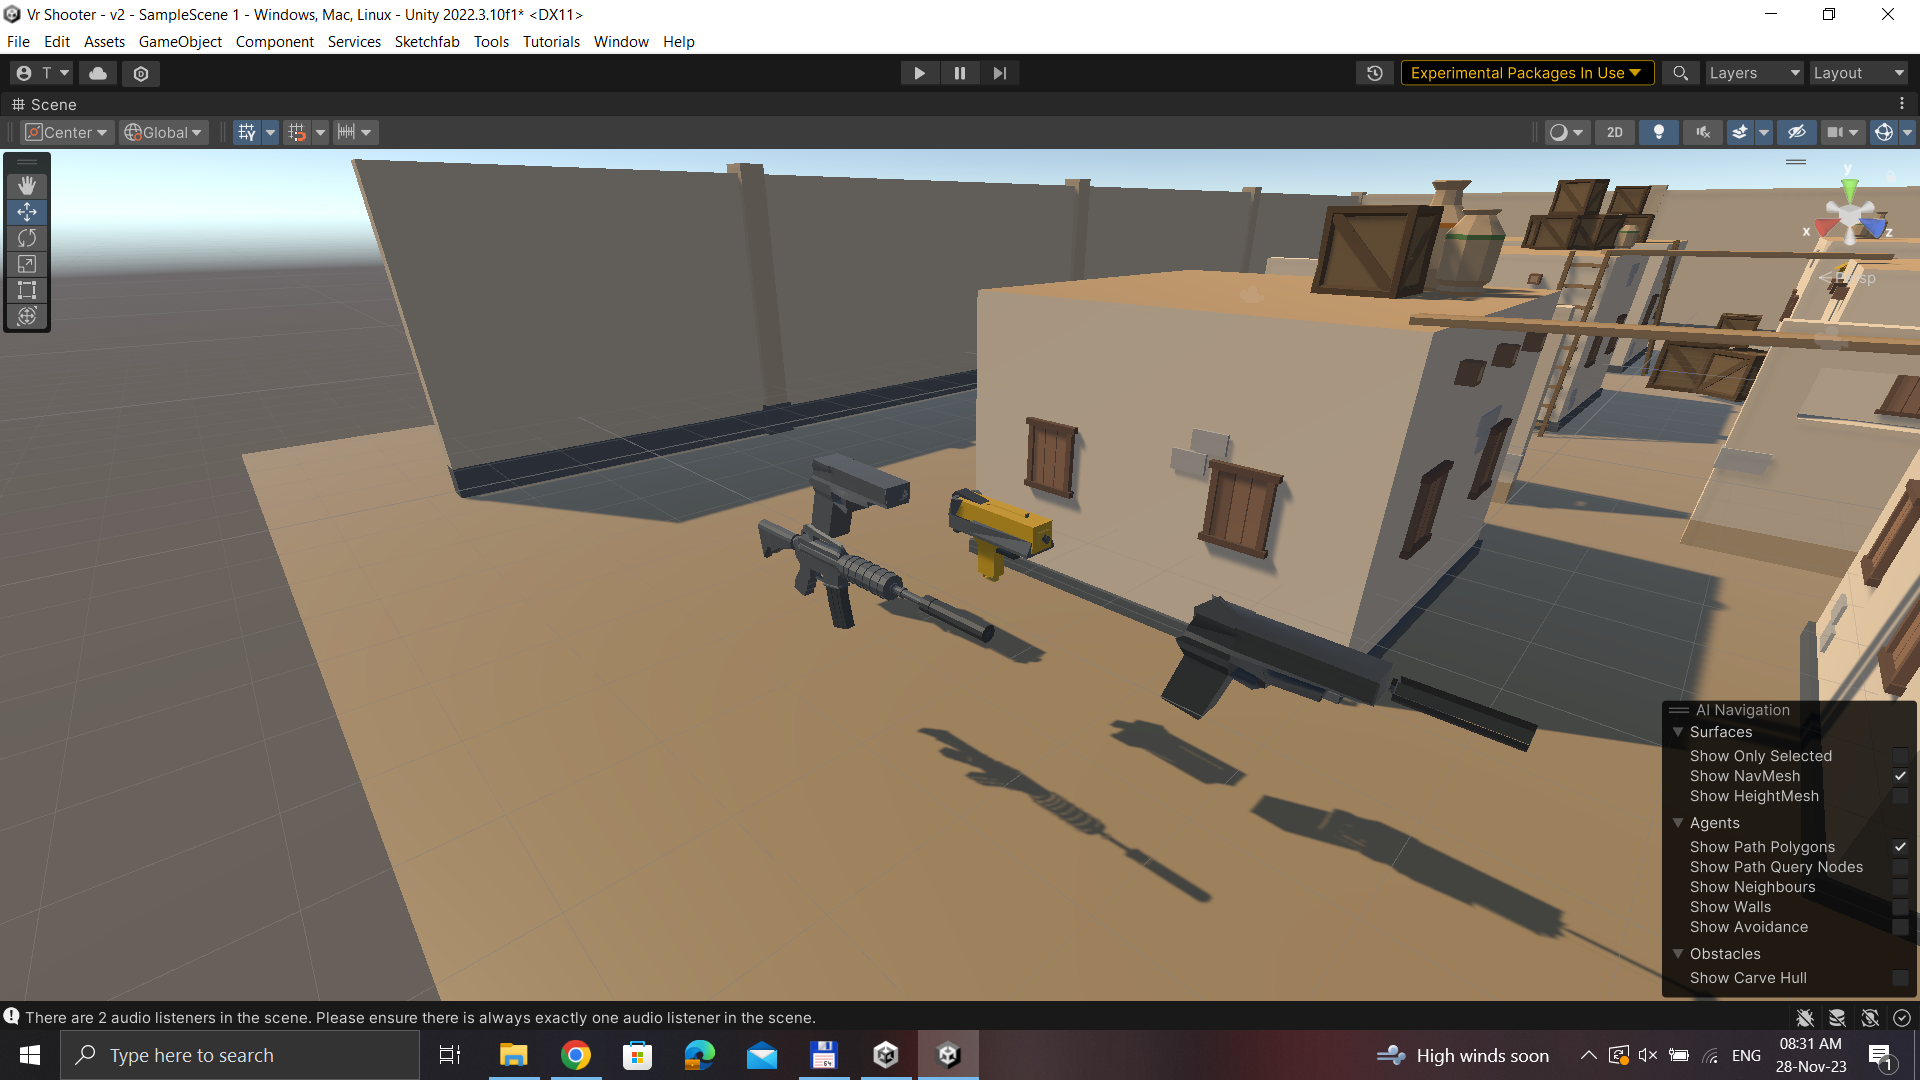 Vr Shooter - v2 - SampleScene 1 - Windows, Mac, Linux - Unity 2022.3.10f1* <DX11>
File Edit Assets GameObject Component Services Sketchfab Tools Tutorials Window Help
T Experimental Packages In Use Layers Layout
Scene
Center Global 2D
y
x z
Persp
AI Navigation
Surfaces
Show Only Selected
Show NavMesh
Show HeightMesh
Agents
Show Path Polygons
Show Path Query Nodes
Show Neighbours
Show Walls
Show Avoidance
Obstacles
Show Carve Hull
There are 2 audio listeners in the scene. Please ensure there is always exactly one audio listener in the scene.
Type here to search
64
High winds soon
ENG
08:31 AM
28-Nov-23
1